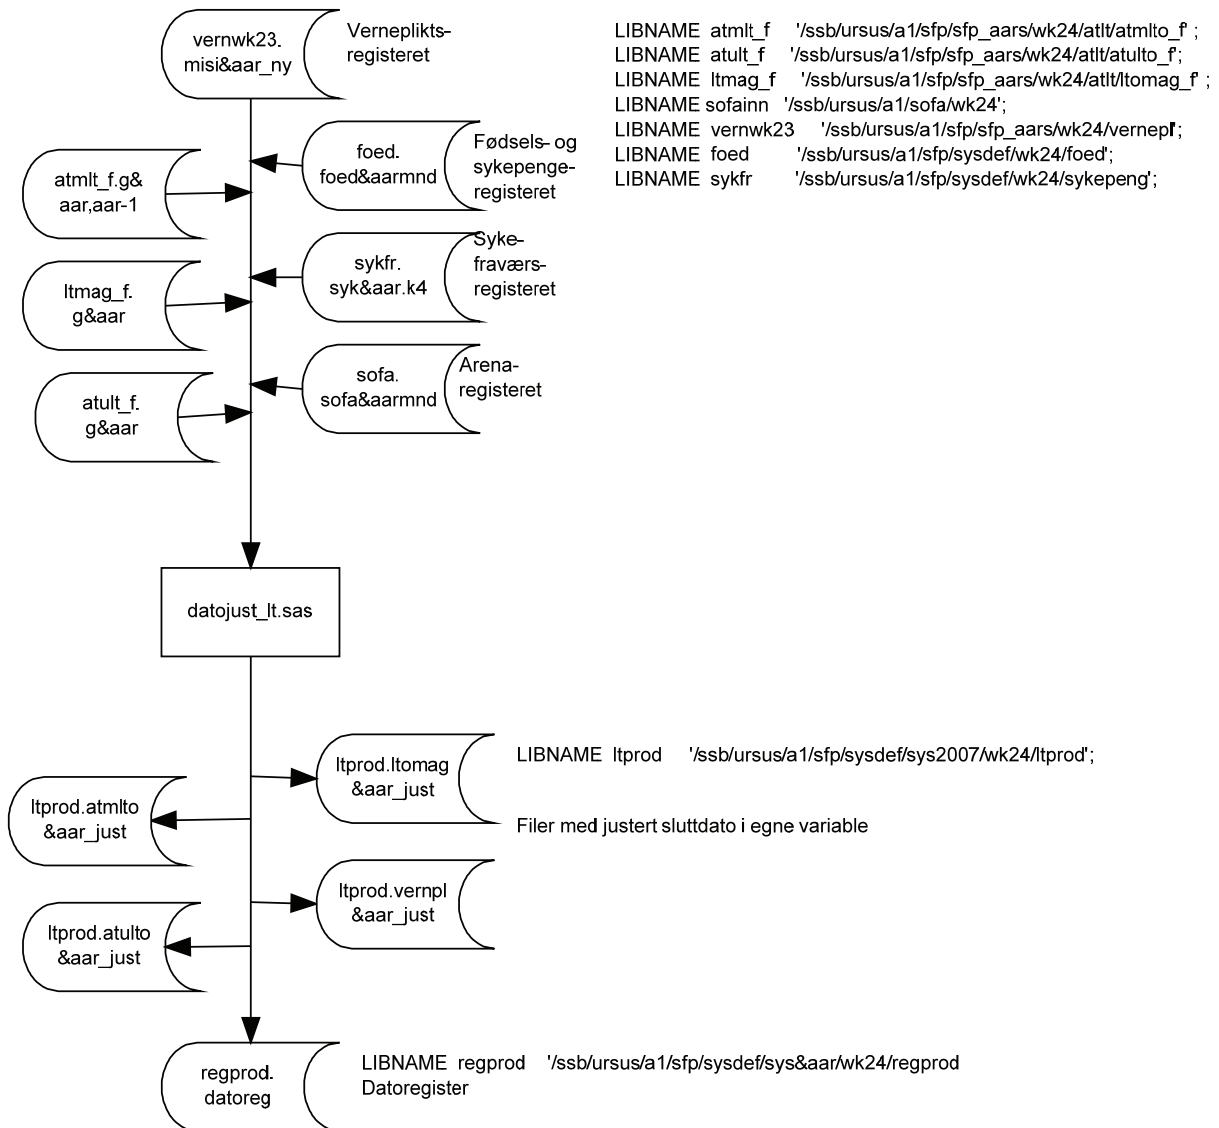 vernwk23.
misi&aar_ny
Verneplikts-
registeret
LIBNAME atmlt_f '/ssb/ursus/a1/sfp/sfp_aars/wk24/atlt/atmlto_f' ;
LIBNAME atult_f '/ssb/ursus/a1/sfp/sfp_aars/wk24/atlt/atulto_f';
LIBNAME ltmag_f '/ssb/ursus/a1/sfp/sfp_aars/wk24/atlt/ltomag_f' ;
LIBNAME sofainn '/ssb/ursus/a1/sofa/wk24';
LIBNAME vernwk23 '/ssb/ursus/a1/sfp/sfp_aars/wk24/vernepl';
LIBNAME foed '/ssb/ursus/a1/sfp/sysdef/wk24/foed';
LIBNAME sykfr '/ssb/ursus/a1/sfp/sysdef/wk24/sykepeng';
foed.
foed&aarmnd
Fødsels- og
sykepenge-
registeret
atmlt_f.g&
aar,aar-1
sykfr.
syk&aar.k4
Syke-
fraværs-
registeret
ltmag_f.
g&aar
sofa.
sofa&aarmnd
Arena-
registeret
atult_f.
g&aar
datojust_lt.sas
ltprod.ltomag
&aar_just
LIBNAME ltprod '/ssb/ursus/a1/sfp/sysdef/sys2007/wk24/ltprod';
ltprod.atmlto
&aar_just
Filer med justert sluttdato i egne variable
ltprod.vernpl
&aar_just
ltprod.atulto
&aar_just
regprod.
datoreg
LIBNAME regprod '/ssb/ursus/a1/sfp/sysdef/sys&aar/wk24/regprod
Datoregister